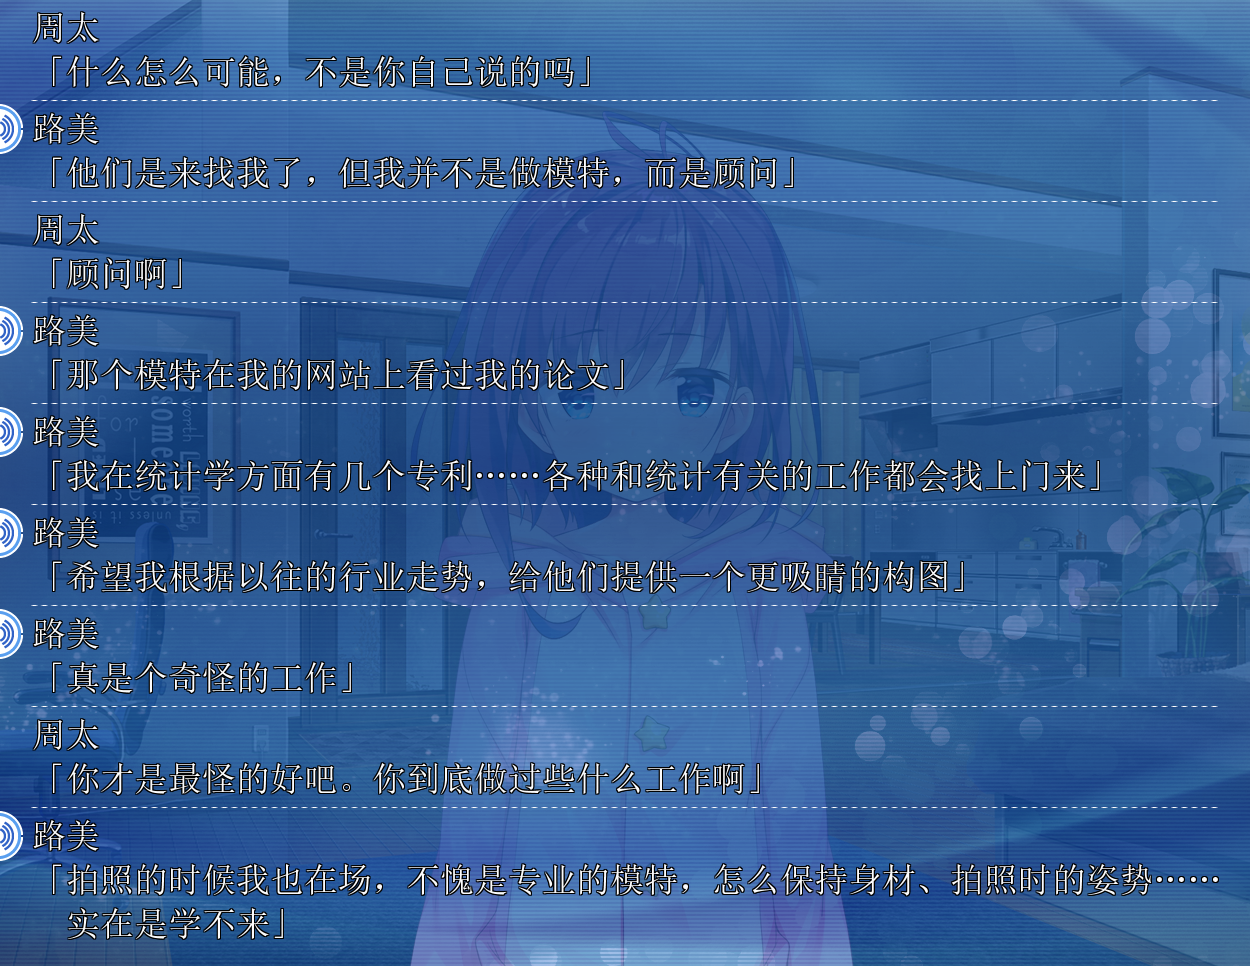 周太
「什么怎么可能，不是你自己说的吗」
路美
「他们是来找我了，但我并不是做模特，而是顾问」
周太
「顾问啊」
路美
「那个模特在我的网站上看过我的论文」
路美
「我在统计学方面有几个专利……各种和统计有关的工作都会找上门来」
路美
「希望我根据以往的行业走势，给他们提供一个更吸睛的构图」
路美
「真是个奇怪的工作」
周太
「你才是最怪的好吧。你到底做过些什么工作啊」
路美
「拍照的时候我也在场，不愧是专业的模特，怎么保持身材、拍照时的姿势……
实在是学不来」